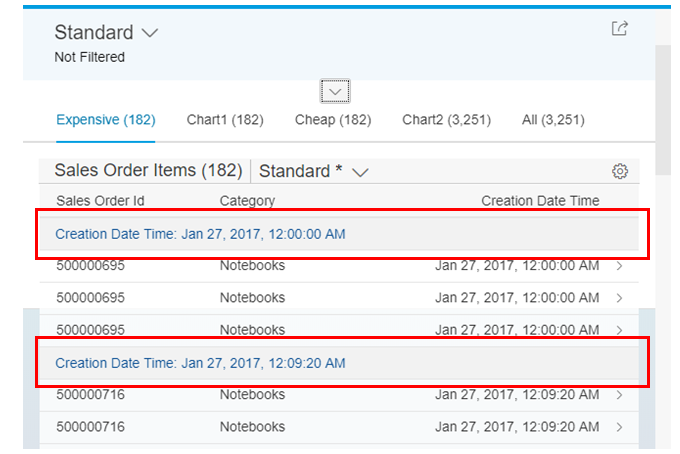 Standard
Not Filtered
Expensive (182) Chart1 (182) Cheap (182) Chart2 (3,251) All (3,251)
Sales Order Items (182) Standard *
Sales Order Id Category Creation Date Time
Creation Date Time: Jan 27, 2017, 12:00:00 AM
500000695 Notebooks Jan 27, 2017, 12:00:00 AM
500000695 Notebooks Jan 27, 2017, 12:00:00 AM
500000695 Notebooks Jan 27, 2017, 12:00:00 AM
Creation Date Time: Jan 27, 2017, 12:09:20 AM
500000716 Notebooks Jan 27, 2017, 12:09:20 AM
500000716 Notebooks Jan 27, 2017, 12:09:20 AM